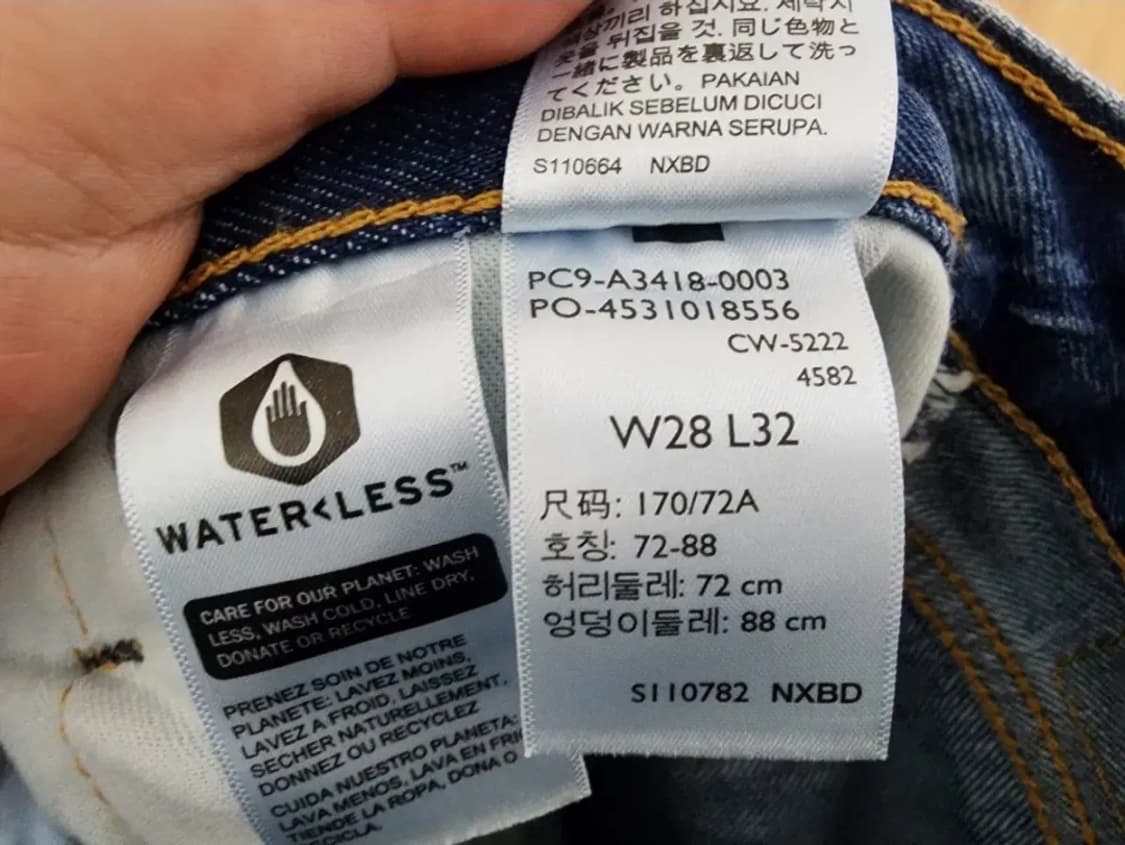 하십시요. 세탁시
옷을 뒤집을 것. 同じ色物と
一緒に製品を裏返して洗っ
てください。 PAKAIAN
DIBALIK SEBELUM DICUCI
DENGAN WARNA SERUPA.
S110664 NXBD
PC9-A3418-0003
PO-4531018556
CW-5222
4582
W28 L32
尺码: 170/72A
호칭: 72-88
허리둘레: 72 cm
엉덩이둘레: 88 cm
S110782 NXBD
WATER<LESS™
CARE FOR OUR PLANET: WASH
LESS, WASH COLD, LINE DRY,
DONATE OR RECYCLE
PRENEZ SOIN DE NOTRE
PLANETE: LAVEZ MOINS,
LAVEZ A FROID, LAISSEZ
SECHER NATURELLEMENT,
DONNEZ OU RECYCLEZ
CUIDA NUESTRO PLANETA:
LAVA MENOS, LAVA EN
TIENDE LA ROPA, DONA O